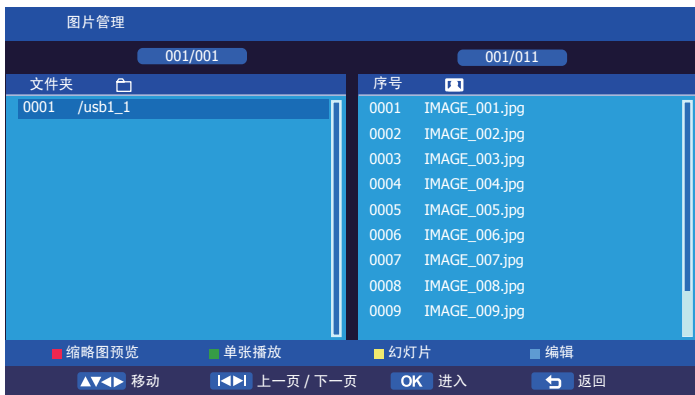 图片管理
001/001 001/011
文件夹 序号
0001 /usb1_1
0001 IMAGE_001.jpg
0002 IMAGE_002.jpg
0003 IMAGE_003.jpg
0004 IMAGE_004.jpg
0005 IMAGE_005.jpg
0006 IMAGE_006.jpg
0007 IMAGE_007.jpg
0008 IMAGE_008.jpg
0009 IMAGE_009.jpg
缩略图预览 单张播放 幻灯片 编辑
移动 上一页 / 下一页 OK 进入 返回